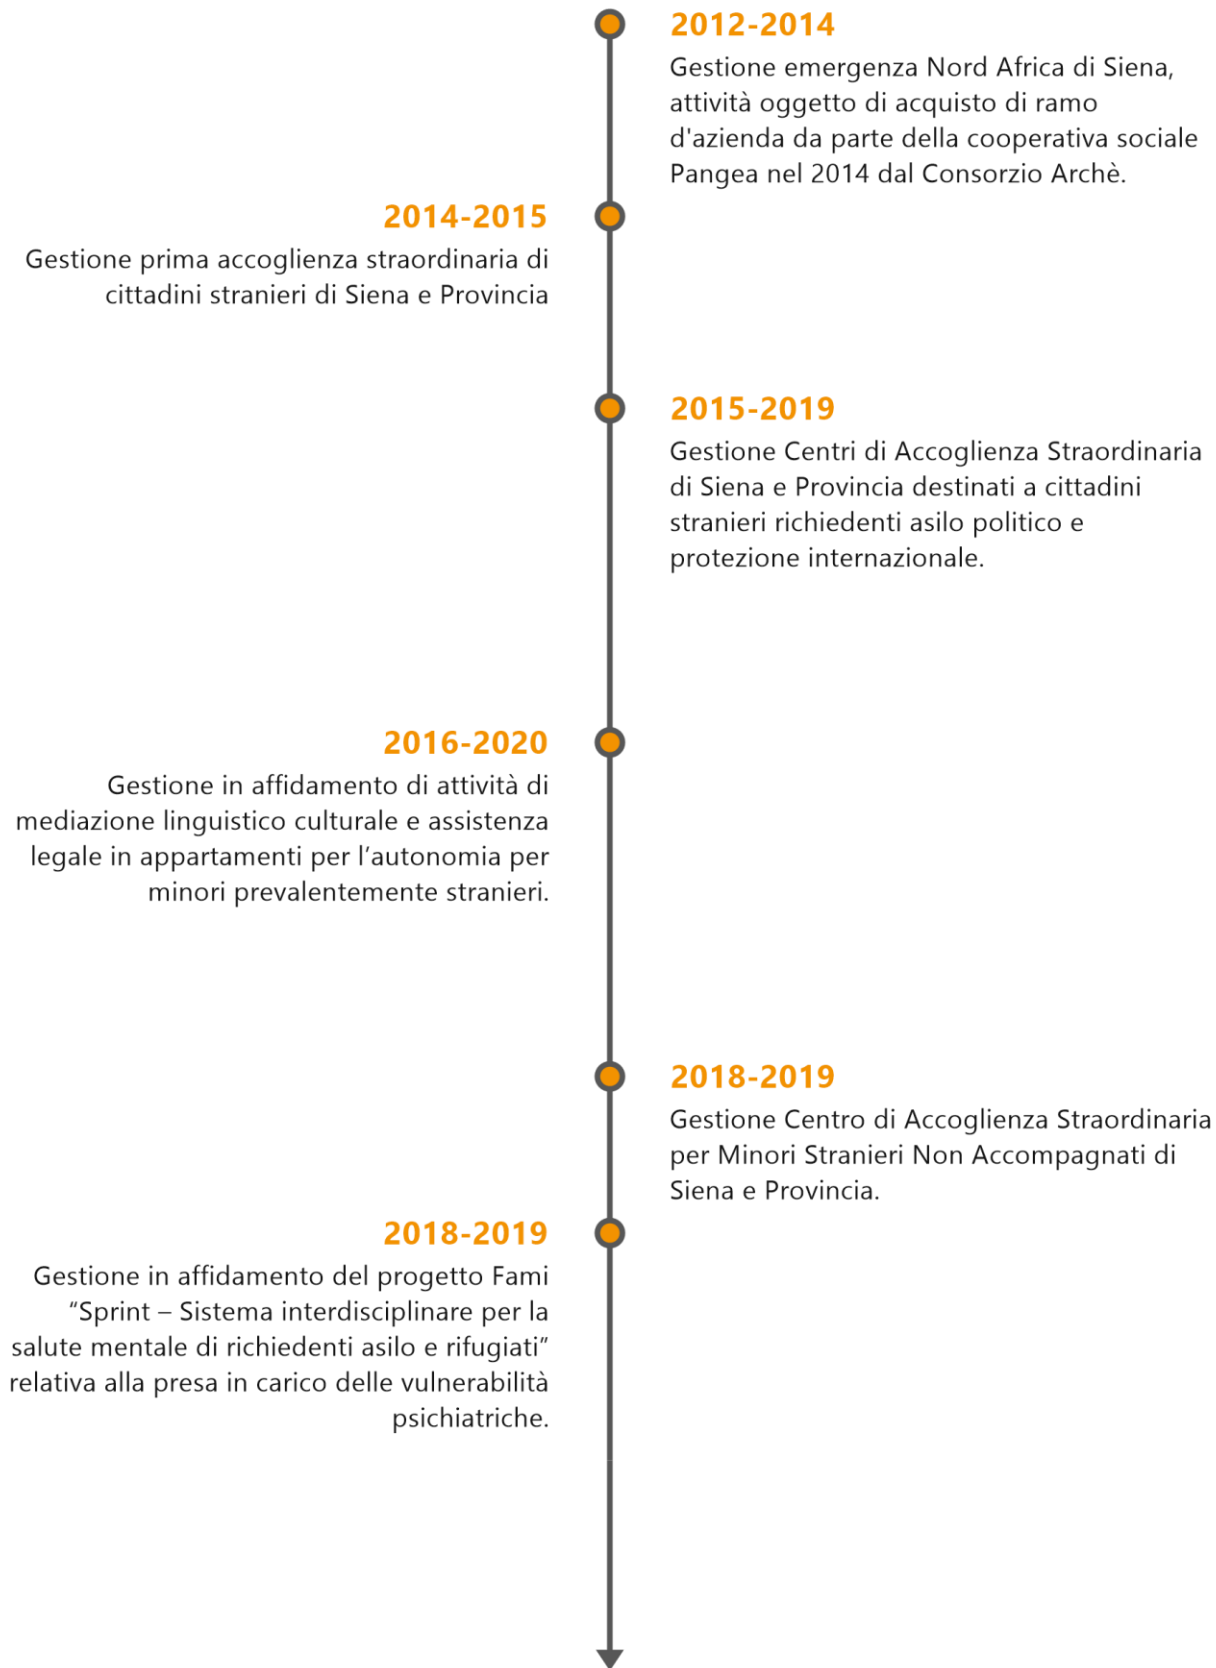 2012-2014
Gestione emergenza Nord Africa di Siena,
attività oggetto di acquisto di ramo
d'azienda da parte della cooperativa sociale
Pangea nel 2014 dal Consorzio Archè.
2014-2015
Gestione prima accoglienza straordinaria di
cittadini stranieri di Siena e Provincia
2015-2019
Gestione Centri di Accoglienza Straordinaria
di Siena e Provincia destinati a cittadini
stranieri richiedenti asilo politico e
protezione internazionale.
2016-2020
Gestione in affidamento di attività di
mediazione linguistico culturale e assistenza
legale in appartamenti per l’autonomia per
minori prevalentemente stranieri.
2018-2019
Gestione Centro di Accoglienza Straordinaria
per Minori Stranieri Non Accompagnati di
Siena e Provincia.
2018-2019
Gestione in affidamento del progetto Fami
“Sprint – Sistema interdisciplinare per la
salute mentale di richiedenti asilo e rifugiati”
relativa alla presa in carico delle vulnerabilità
psichiatriche.